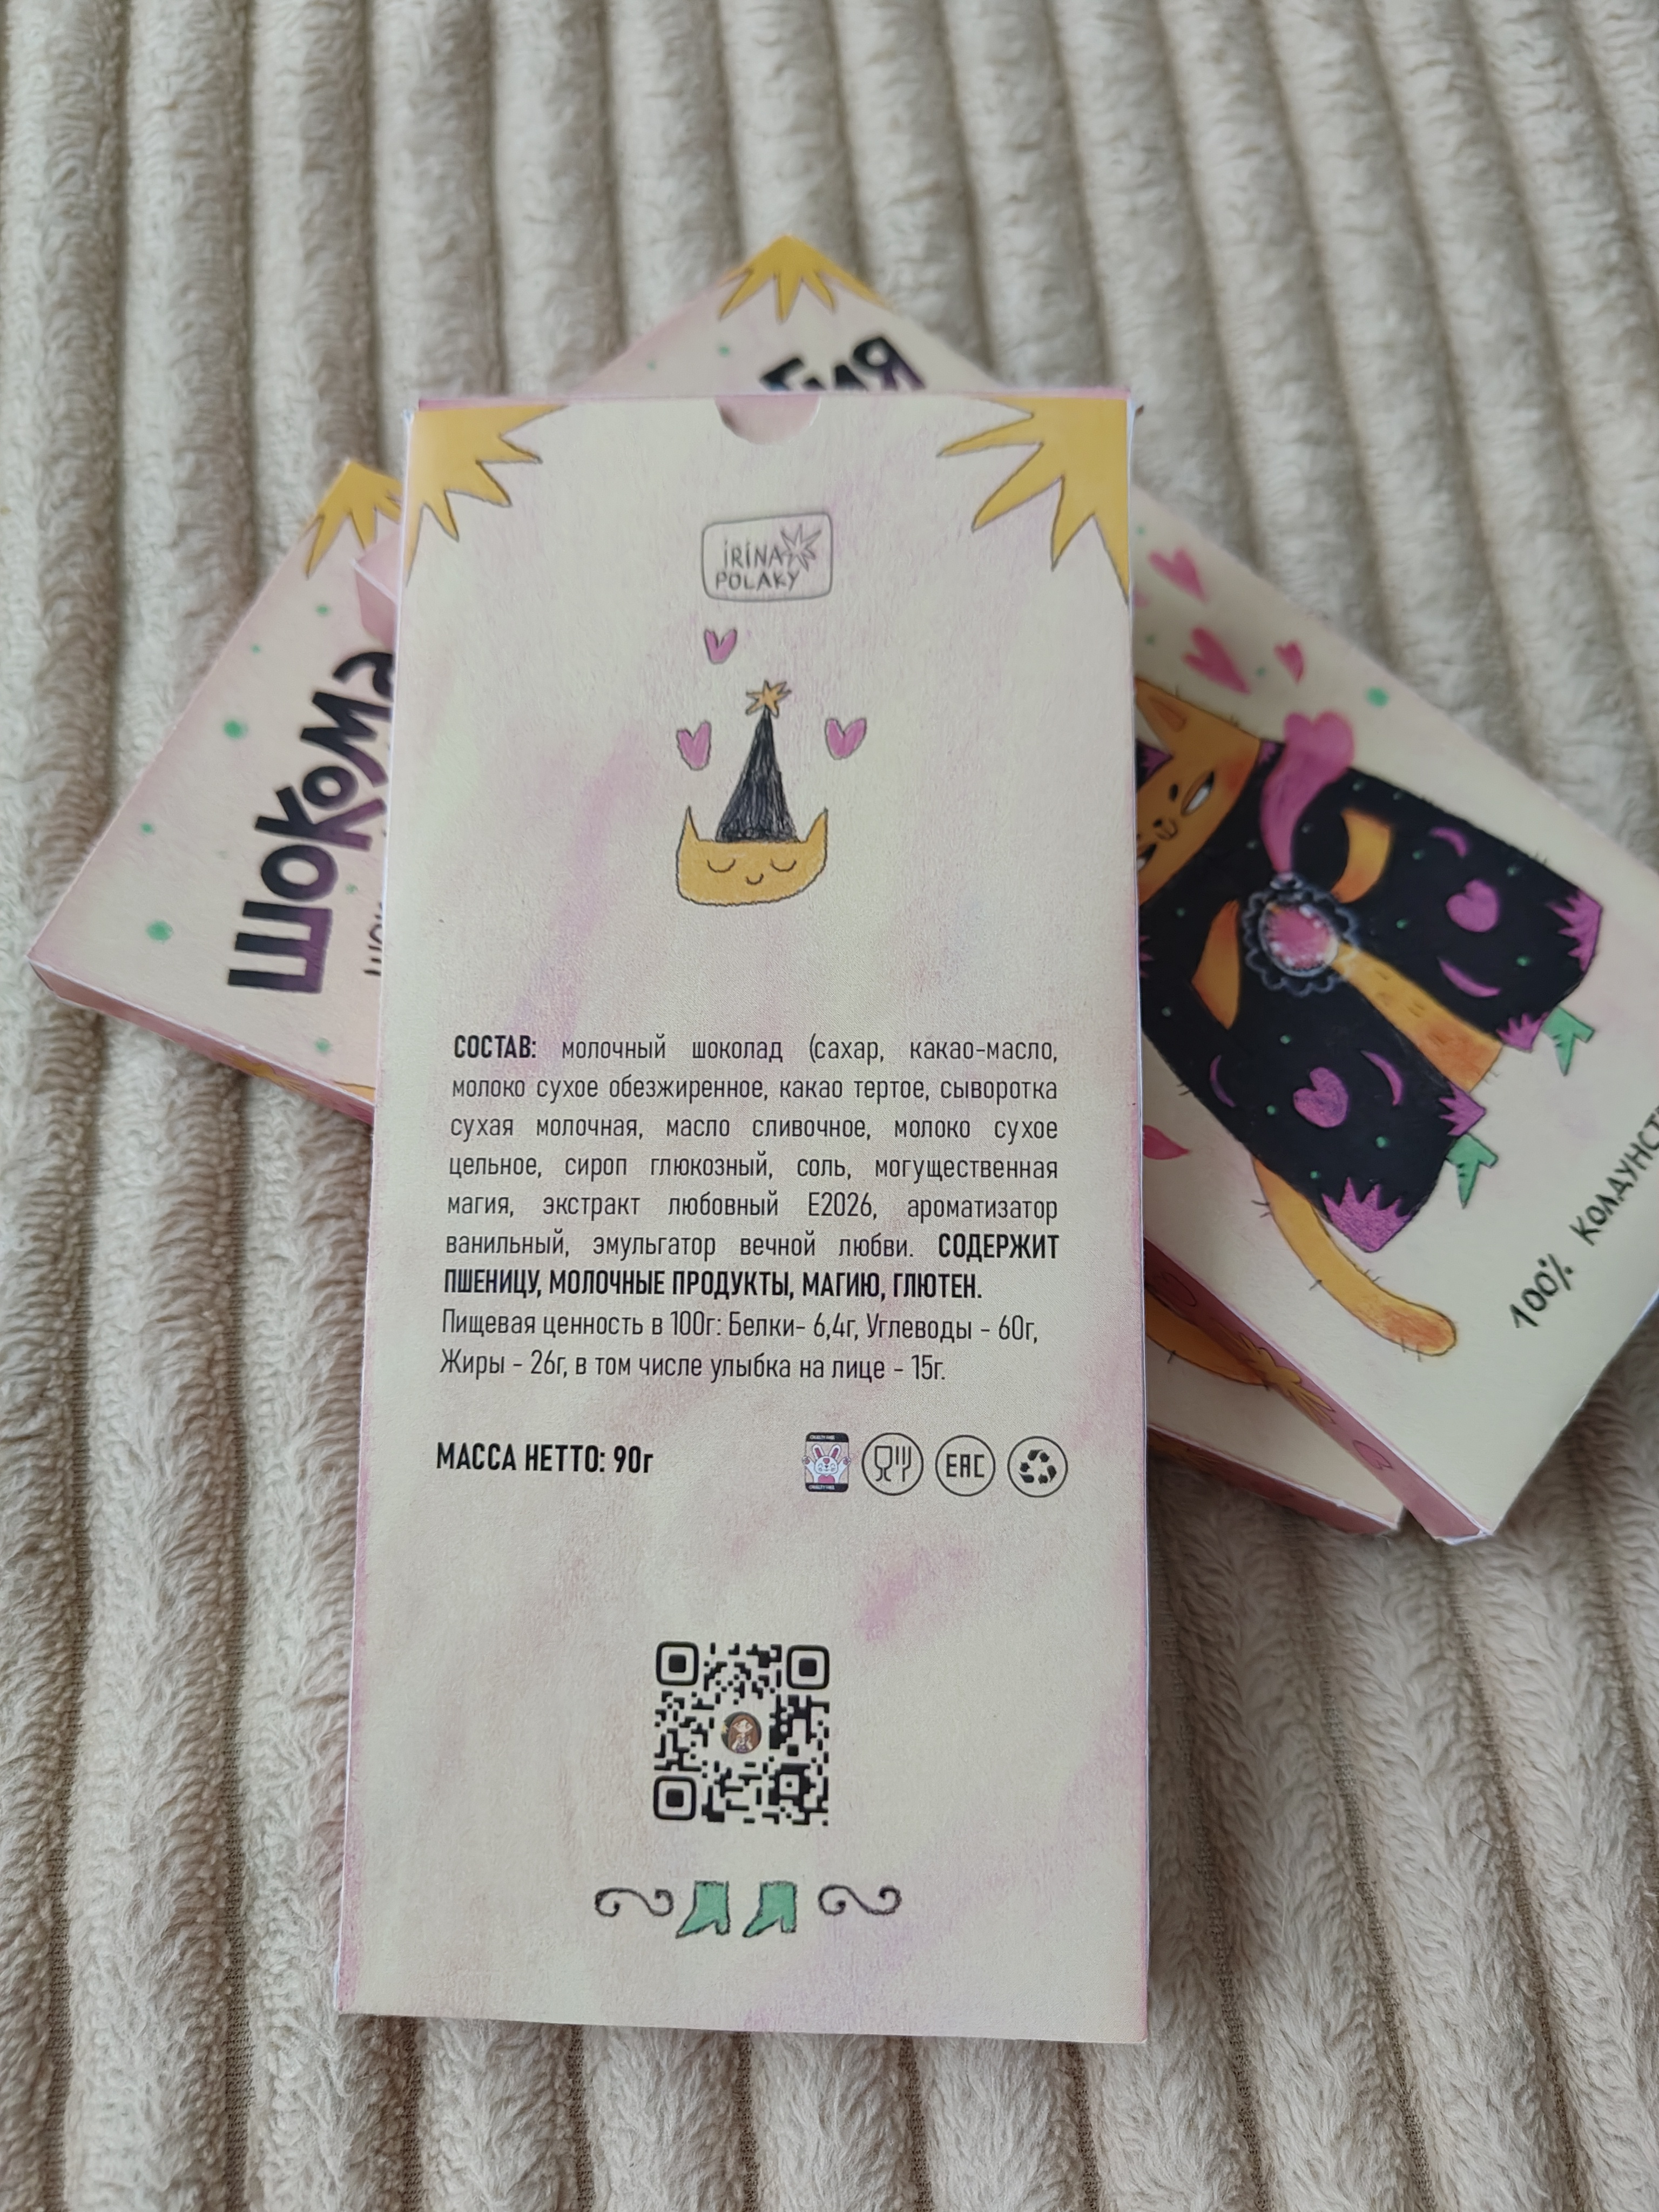 ШОКОМа
ИЯ
IRINA
POLAKY
СОСТАВ: молочный шоколад (сахар, какао-масло,
молоко сухое обезжиренное, какао тертое, сыворотка
сухая молочная, масло сливочное, молоко сухое
цельное, сироп глюкозный, соль, могущественная
магия, экстракт любовный Е2026, ароматизатор
ванильный, эмульгатор вечной любви. СОДЕРЖИТ
ПШЕНИЦУ, МОЛОЧНЫЕ ПРОДУКТЫ, МАГИЮ, ГЛЮТЕН.
Пищевая ценность в 100г: Белки- 6,4г, Углеводы - 60г,
Жиры - 26г, в том числе улыбка на лице - 15г.
МАССА НЕТТО: 90г
EAC
100% КОЛДУНСТ